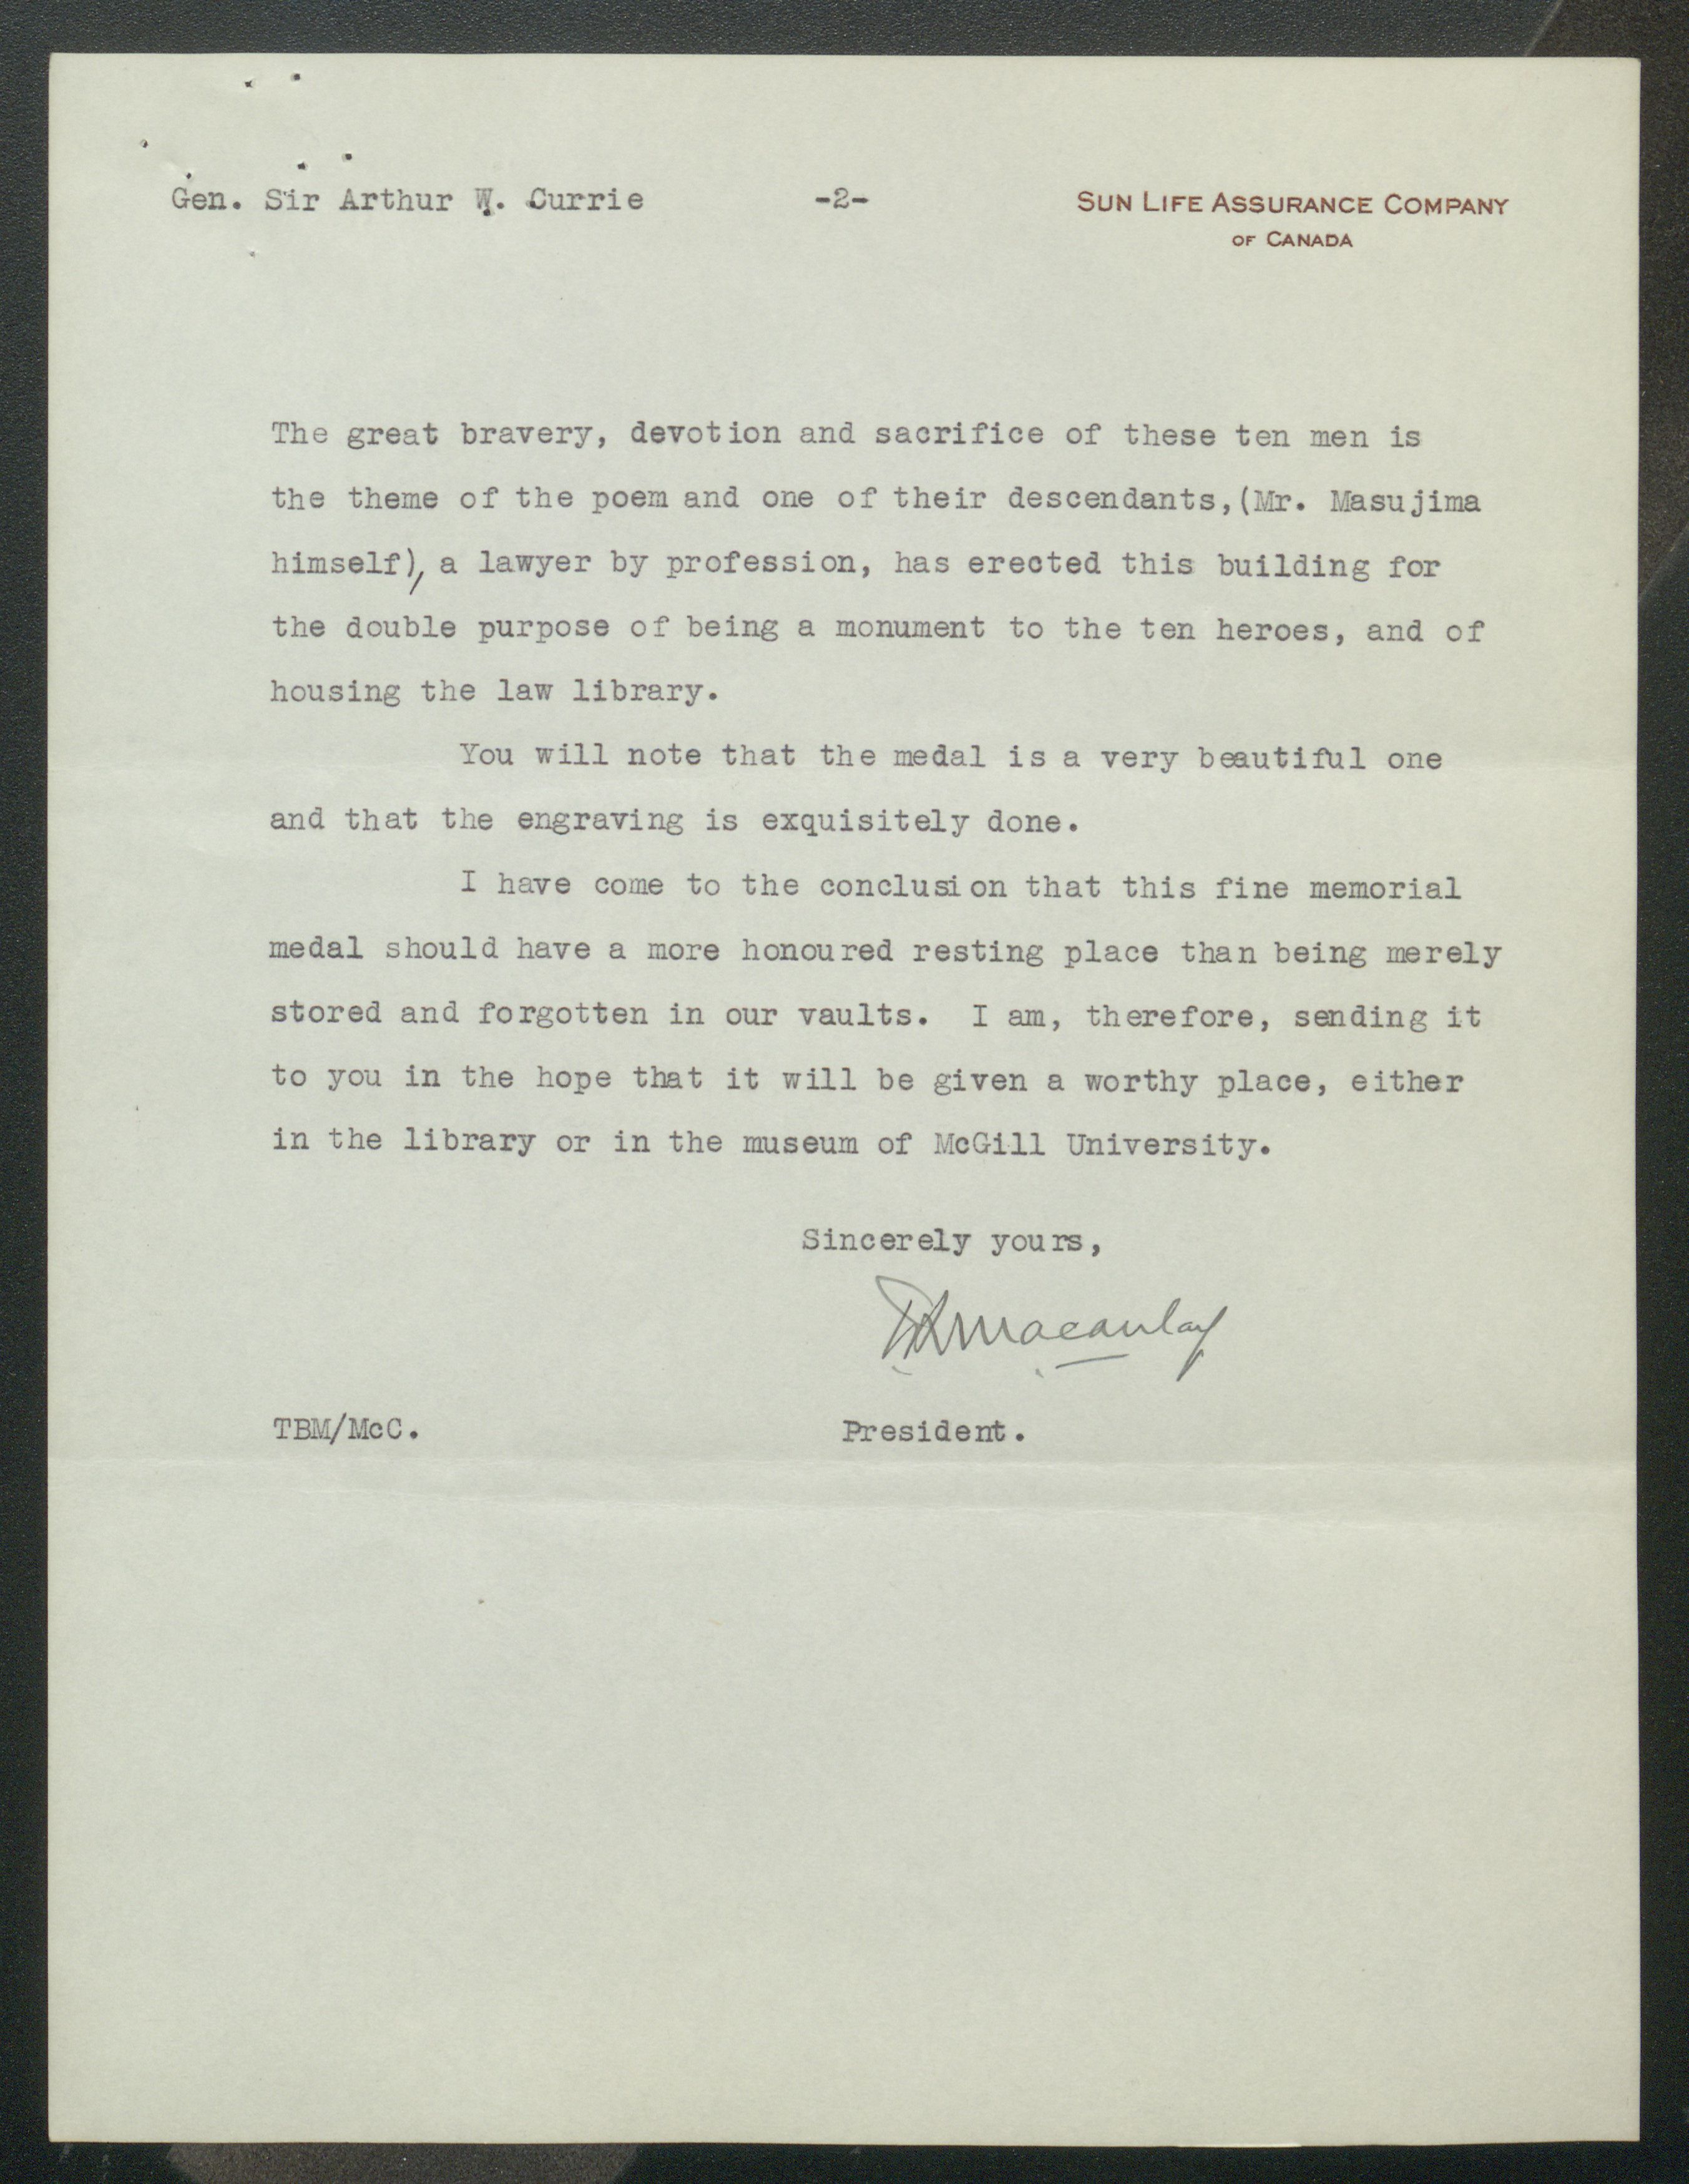 Gen. Sir Arthur W. Currie -2- SUN LIFE ASSURANCE COMPANY
OF CANADA
The great bravery, devotion and sacrifice of these ten men is
the theme of the poem and one of their descendants,(Mr. Masujima
himself), a lawyer by profession, has erected this building for
the double purpose of being a monument to the ten heroes, and of
housing the law library.
You will note that the medal is a very beautiful one
and that the engraving is exquisitely done.
I have come to the conclusion that this fine memorial
medal should have a more honoured resting place than being merely
stored and forgotten in our vaults. I am, therefore, sending it
to you in the hope that it will be given a worthy place, either
in the library or in the museum of McGill University.
Sincerely yours,
TBMacaulay
TBM/McC. President.